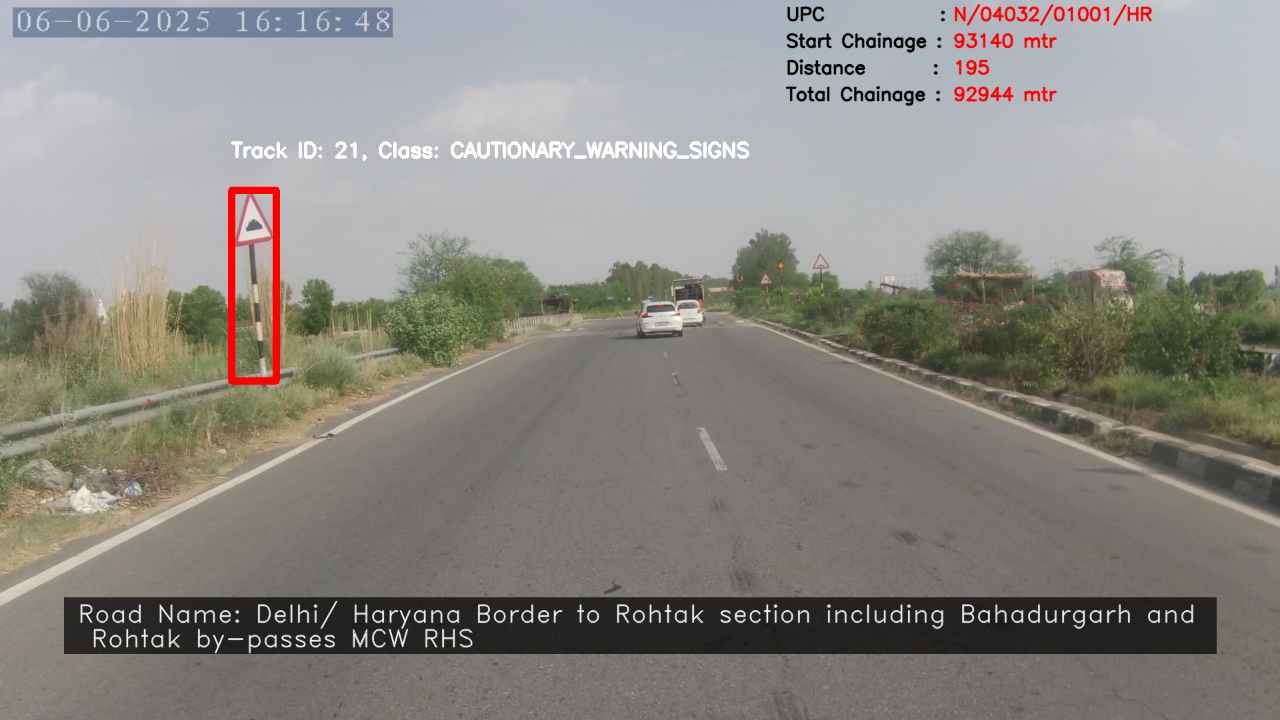 06-06-2025 16:16:48
UPC : N/04032/01001/HR
Start Chainage : 93140 mtr
Distance : 195
Total Chainage : 92944 mtr
Track ID: 21, Class: CAUTIONARY_WARNING_SIGNS
Road Name: Delhi/ Haryana Border to Rohtak section including Bahadurgarh and
Rohtak by-passes MCW RHS